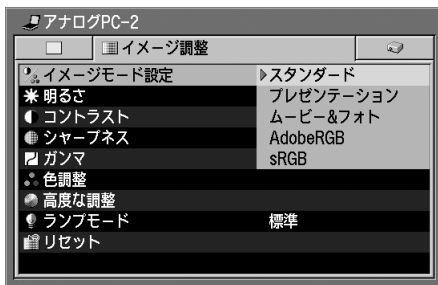 アナログPC-2
イメージ調整
イメージモード設定 スタンダード
明るさ プレゼンテーション
コントラスト ムービー&フォト
シャープネス AdobeRGB
ガンマ sRGB
色調整
高度な調整
ランプモード 標準
リセット